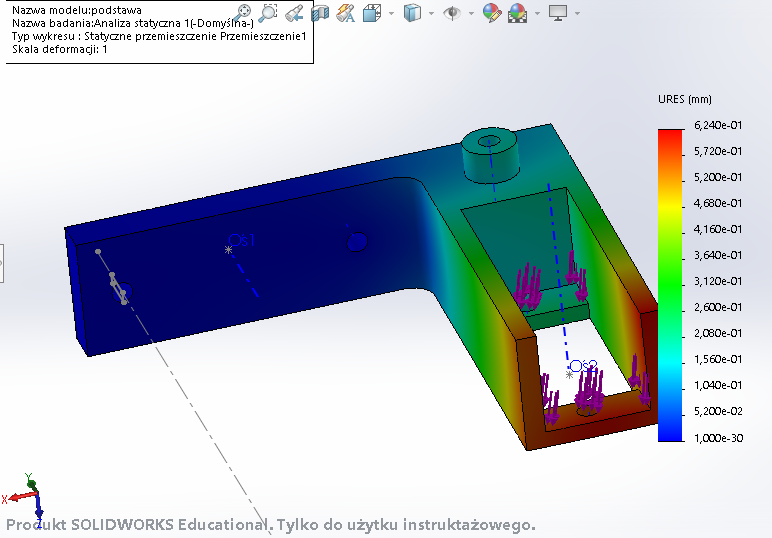 Nazwa modelu:podstawa
Nazwa badania:Analiza statyczna 1(-Domyślna-)
Typ wykresu : Statyczne przemieszczenie Przemieszczenie1
Skala deformacji: 1
URES (mm)
6,240e-01
5,720e-01
5,200e-01
4,680e-01
4,160e-01
3,640e-01
3,120e-01
2,600e-01
2,080e-01
1,560e-01
1,040e-01
5,200e-02
1,000e-30
Oś1
Oś2
Y
X
Z
Produkt SOLIDWORKS Educational. Tylko do użytku instruktażowego.